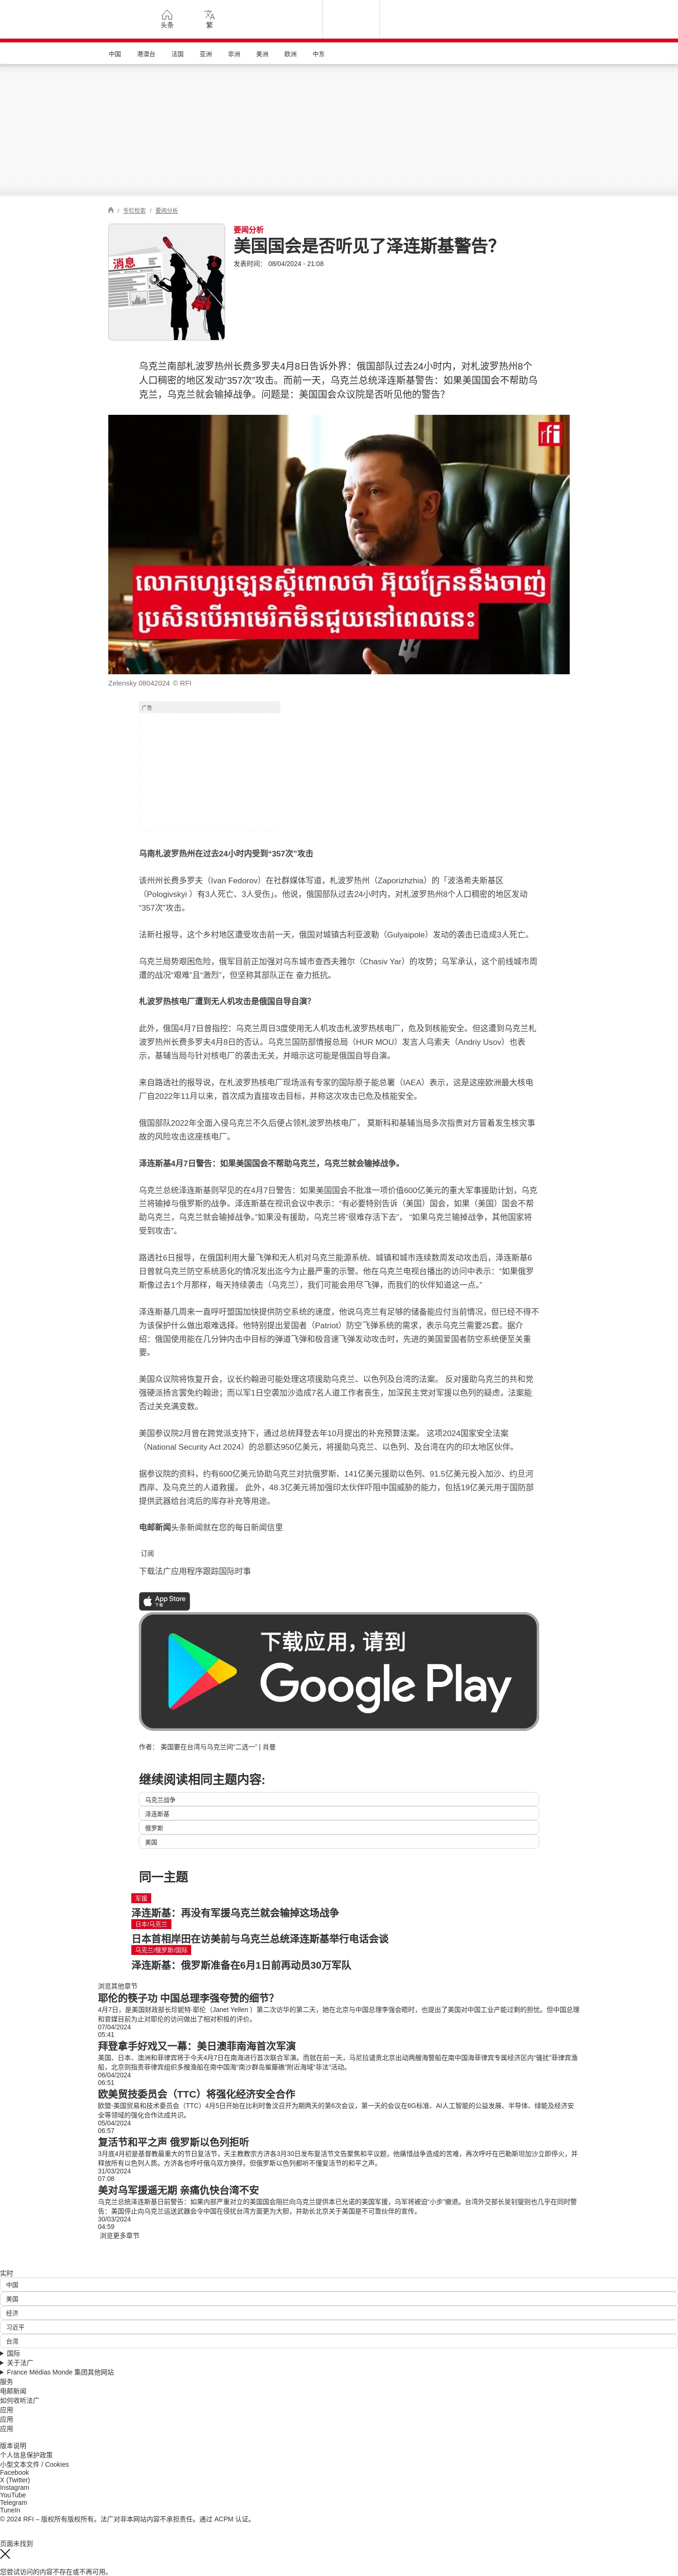 头条
繁
中国
港澳台
法国
亚洲
非洲
美洲
欧洲
中东
/ 专栏检索 / 要闻分析
消息
要闻分析
美国国会是否听见了泽连斯基警告？
发表时间： 08/04/2024 - 21:08
乌克兰南部札波罗热州长费多罗夫4月8日告诉外界：俄国部队过去24小时内，对札波罗热州8个
人口稠密的地区发动“357次”攻击。而前一天，乌克兰总统泽连斯基警告：如果美国国会不帮助乌
克兰，乌克兰就会输掉战争。问题是：美国国会众议院是否听见他的警告？
rfi
លោកហ្សេឡេនស្គីពោលថា អ៊ុយក្រែននឹងចាញ់
ប្រសិនបើអាមេរិកមិនជួយនៅពេលនេះ
Zelensky 08042024 © RFI
广告
乌南札波罗热州在过去24小时内受到“357次”攻击
该州州长费多罗夫（Ivan Fedorov）在社群媒体写道，札波罗热州（Zaporizhzhia）的「波洛希夫斯基区
（Pologivskyi ）有3人死亡、3人受伤」。他说，俄国部队过去24小时内，对札波罗热州8个人口稠密的地区发动
“357次”攻击。
法新社报导，这个乡村地区遭受攻击前一天，俄国对城镇古利亚波勒（Gulyaipole）发动的袭击已造成3人死亡。
乌克兰局势艰困危险，俄军目前正加强对乌东城市查西夫雅尔（Chasiv Yar）的攻势；乌军承认，这个前线城市周
遭的战况“艰难”且“激烈”，但坚称其部队正在 奋力抵抗。
札波罗热核电厂遭到无人机攻击是俄国自导自演？
此外，俄国4月7日曾指控：乌克兰周日3度使用无人机攻击札波罗热核电厂，危及到核能安全。但这遭到乌克兰札
波罗热州长费多罗夫4月8日的否认。乌克兰国防部情报总局（HUR MOU）发言人乌索夫（Andriy Usov）也表
示，基辅当局与针对核电厂的袭击无关，并暗示这可能是俄国自导自演。
来自路透社的报导说，在札波罗热核电厂现场派有专家的国际原子能总署（IAEA）表示，这是这座欧洲最大核电
厂自2022年11月以来，首次成为直接攻击目标，并称这次攻击已危及核能安全。
俄国部队2022年全面入侵乌克兰不久后便占领札波罗热核电厂， 莫斯科和基辅当局多次指责对方冒着发生核灾事
故的风险攻击这座核电厂。
泽连斯基4月7日警告：如果美国国会不帮助乌克兰，乌克兰就会输掉战争。
乌克兰总统泽连斯基则罕见的在4月7日警告：如果美国国会不批准一项价值600亿美元的重大军事援助计划，乌克
兰将输掉与俄罗斯的战争。泽连斯基在视讯会议中表示：“有必要特别告诉（美国）国会，如果（美国）国会不帮
助乌克兰，乌克兰就会输掉战争。”如果没有援助，乌克兰将“很难存活下去”， “如果乌克兰输掉战争，其他国家将
受到攻击”。
路透社6日报导，在俄国利用大量飞弹和无人机对乌克兰能源系统、城镇和城市连续数周发动攻击后，泽连斯基6
日首就乌克兰防空系统恶化的情况发出迄今为止最严重的示警。他在乌克兰电视台播出的访问中表示：“如果俄罗
斯像过去1个月那样，每天持续袭击（乌克兰），我们可能会用尽飞弹，而我们的伙伴知道这一点。”
泽连斯基几周来一直呼吁盟国加快提供防空系统的速度，他说乌克兰有足够的储备能应付当前情况，但已经不得不
为该保护什么做出艰难选择。他特别提出爱国者（Patriot）防空飞弹系统的需求，表示乌克兰需要25套。据介
绍：俄国使用能在几分钟内击中目标的弹道飞弹和极音速飞弹发动攻击时，先进的美国爱国者防空系统便至关重
要。
美国众议院将恢复开会，议长约翰逊可能处理这项援助乌克兰、以色列及台湾的法案。 反对援助乌克兰的共和党
强硬派扬言罢免约翰逊；而以军1日空袭加沙造成7名人道工作者丧生，加深民主党对军援以色列的疑虑，法案能
否过关充满变数。
美国参议院2月曾在跨党派支持下，通过总统拜登去年10月提出的补充预算法案。 这项2024国家安全法案
（National Security Act 2024）的总额达950亿美元，将援助乌克兰、以色列、及台湾在内的印太地区伙伴。
据参议院的资料，约有600亿美元协助乌克兰对抗俄罗斯、141亿美元援助以色列、91.5亿美元投入加沙、约旦河
西岸、及乌克兰的人道救援。 此外，48.3亿美元将加强印太伙伴吓阻中国威胁的能力，包括19亿美元用于国防部
提供武器给台湾后的库存补充等用途。
电邮新闻头条新闻就在您的每日新闻信里
订阅
下载法广应用程序跟踪国际时事
App Store
下载
下载应用，请到
Google Play
作者： 美国要在台湾与乌克兰间“二选一” | 肖曼
继续阅读相同主题内容:
乌克兰战争
泽连斯基
俄罗斯
美国
同一主题
军援
泽连斯基：再没有军援乌克兰就会输掉这场战争
日本/乌克兰
日本首相岸田在访美前与乌克兰总统泽连斯基举行电话会谈
乌克兰/俄罗斯/国际
泽连斯基：俄罗斯准备在6月1日前再动员30万军队
浏览其他章节
耶伦的筷子功 中国总理李强夸赞的细节？
4月7日，是美国财政部长珍妮特·耶伦（Janet Yellen ）第二次访华的第二天，她在北京与中国总理李强会晤时，也提出了美国对中国工业产能过剩的担忧。但中国总理
和官媒目前为止对耶伦的访问做出了相对积极的评价。
07/04/2024
05:41
拜登拿手好戏又一幕：美日澳菲南海首次军演
美国、日本、澳洲和菲律宾将于今天4月7日在南海进行首次联合军演。而就在前一天，马尼拉谴责北京出动两艘海警船在南中国海菲律宾专属经济区内“骚扰”菲律宾渔
船，北京则指责菲律宾组织多艘渔船在南中国海“南沙群岛鲎藤礁”附近海域“非法”活动。
06/04/2024
06:51
欧美贸技委员会（TTC）将强化经济安全合作
欧盟-美国贸易和技术委员会（TTC）4月5日开始在比利时鲁汶召开为期两天的第6次会议，第一天的会议在6G标准、AI人工智能的公益发展、半导体、绿能及经济安
全等领域的强化合作达成共识。
05/04/2024
06:57
复活节和平之声 俄罗斯以色列拒听
3月底4月初是基督教最重大的节日复活节，天主教教宗方济各3月30日发布复活节文告聚焦和平议题，他痛惜战争造成的苦难，再次呼吁在巴勒斯坦加沙立即停火，并
释放所有以色列人质。方济各也呼吁俄乌双方换俘。但俄罗斯以色列都听不懂复活节的和平之声。
31/03/2024
07:08
美对乌军援遥无期 亲痛仇快台湾不安
乌克兰总统泽连斯基日前警告：如果内部严重对立的美国国会阻拦向乌克兰提供本已允诺的美国军援，乌军将被迫“小步”撤退。台湾外交部长吴钊燮则也几乎在同时警
告：美国停止向乌克兰运送武器会令中国在侵扰台湾方面更为大胆，并助长北京关于美国是不可靠伙伴的宣传。
30/03/2024
04:59
浏览更多章节
实时
中国
美国
经济
习近平
台湾
国际
关于法广
France Médias Monde 集团其他网站
服务
电邮新闻
如何收听法广
应用
应用
应用
版本说明
个人信息保护政策
小型文本文件 / Cookies
Facebook
X (Twitter)
Instagram
YouTube
Telegram
TuneIn
© 2024 RFI – 版权所有版权所有。法广对非本网站内容不承担责任。通过 ACPM 认证。
页面未找到
您尝试访问的内容不存在或不再可用。